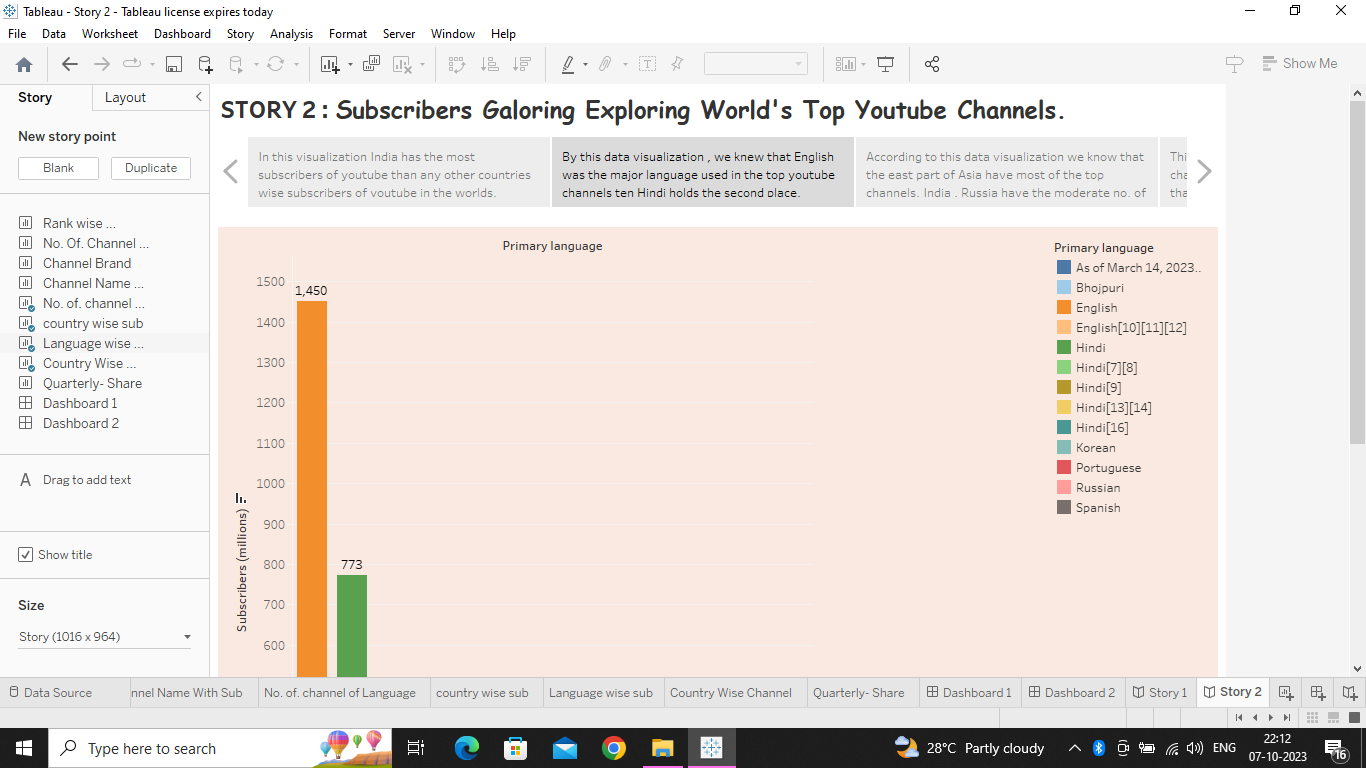 Tableau - Story 2 - Tableau license expires today
File Data Worksheet Dashboard Story Analysis Format Server Window Help
Show Me
Story Layout
New story point
Blank Duplicate
Rank wise ...
No. Of. Channel ...
Channel Brand
Channel Name ...
No. of. channel ...
country wise sub
Language wise ...
Country Wise ...
Quarterly- Share
Dashboard 1
Dashboard 2
A Drag to add text
Show title
Size
Story (1016 x 964)
STORY 2 : Subscribers Galoring Exploring World's Top Youtube Channels.
In this visualization India has the most
subscribers of youtube than any other countries
wise subscribers of youtube in the worlds.
By this data visualization , we knew that English
was the major language used in the top youtube
channels ten Hindi holds the second place.
According to this data visualization we know that
the east part of Asia have most of the top
channels. India . Russia have the moderate no. of
Thi
cha
tha
Primary language
Subscribers (millions)
1500
1400
1300
1200
1100
1000
900
800
700
600
1,450
773
Primary language
As of March 14, 2023..
Bhojpuri
English
English[10][11][12]
Hindi
Hindi[7][8]
Hindi[9]
Hindi[13][14]
Hindi[16]
Korean
Portuguese
Russian
Spanish
Data Source nnel Name With Sub No. of. channel of Language country wise sub Language wise sub Country Wise Channel Quarterly- Share Dashboard 1 Dashboard 2 Story 1 Story 2
Type here to search 28°C Partly cloudy ENG 22:12
07-10-2023 16